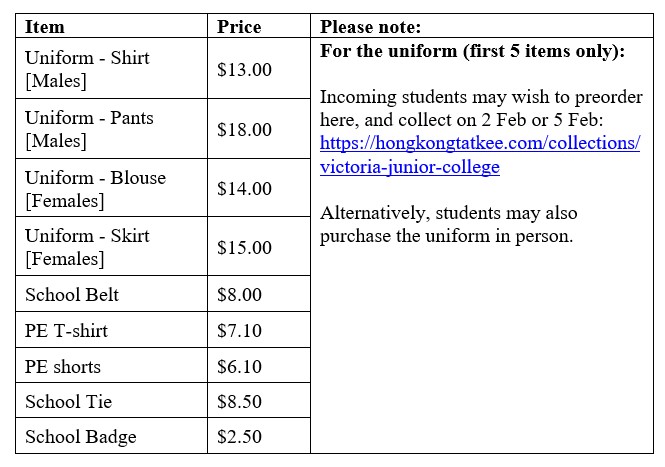 Item
Price
Please note:
Uniform - Shirt
[Males]
$13.00
Uniform - Pants
[Males]
$18.00
Uniform - Blouse
[Females]
$14.00
Uniform - Skirt
[Females]
$15.00
School Belt
$8.00
PE T-shirt
$7.10
PE shorts
$6.10
School Tie
$8.50
School Badge
$2.50
For the uniform (first 5 items only):
Incoming students may wish to preorder
here, and collect on 2 Feb or 5 Feb:
https://hongkongtatkee.com/collections/
victoria-junior-college
Alternatively, students may also
purchase the uniform in person.